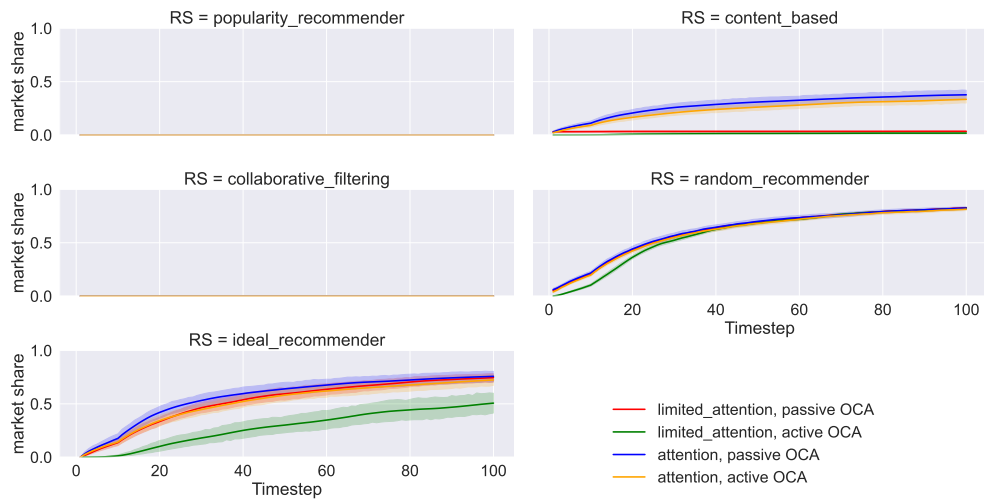 RS = popularity_recommender
RS = content_based
market share
1.0
0.5
0.0
RS = collaborative_filtering
RS = random_recommender
market share
1.0
0.5
0.0
0 20 40 60 80 100
Timestep
RS = ideal_recommender
market share
1.0
0.5
0.0
0 20 40 60 80 100
Timestep
limited_attention, passive OCA
limited_attention, active OCA
attention, passive OCA
attention, active OCA